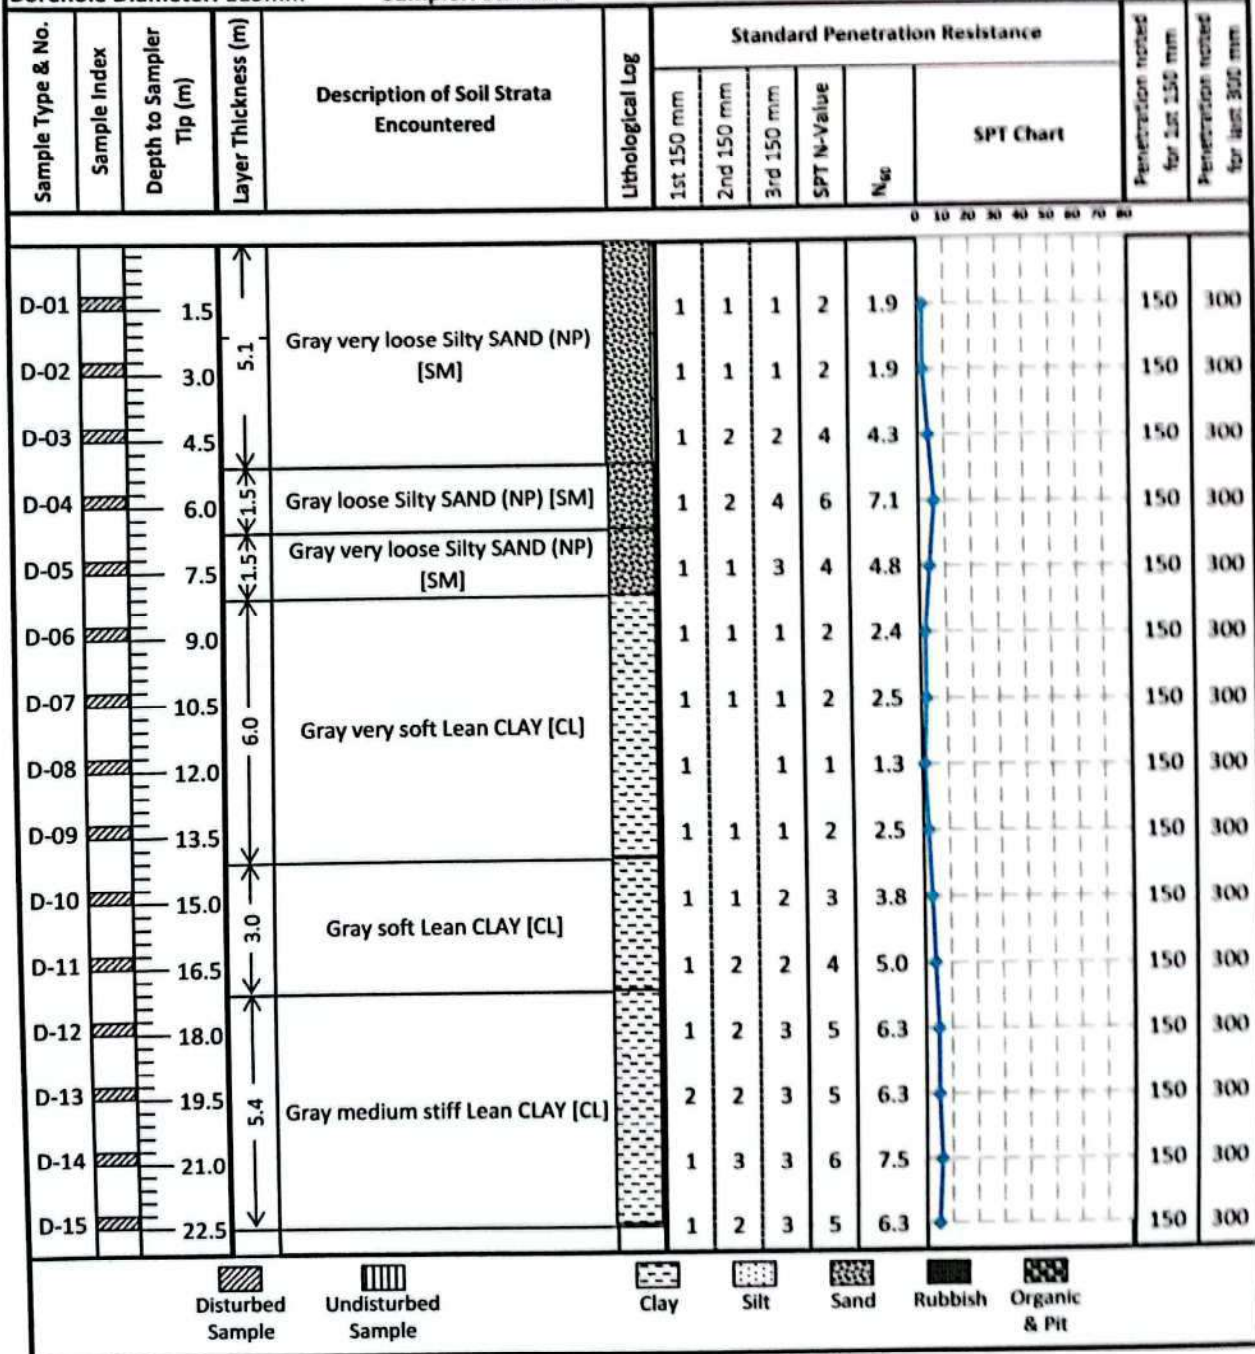 Sample Type & No.
Sample Index
Depth to Sampler Tip (m)
Layer Thickness (m)
Description of Soil Strata Encountered
Lithological Log
Standard Penetration Resistance
1st 150 mm
2nd 150 mm
3rd 150 mm
SPT N-Value
N60
SPT Chart
Penetration noted for 1st 150 mm
Penetration noted for last 300 mm
0 10 20 30 40 50 60 70 80
D-01 1.5 1 1 1 2 1.9 150 300
5.1 Gray very loose Silty SAND (NP) [SM]
D-02 3.0 1 1 1 2 1.9 150 300
D-03 4.5 1 2 2 4 4.3 150 300
D-04 6.0 1.5 Gray loose Silty SAND (NP) [SM] 1 2 4 6 7.1 150 300
D-05 7.5 1.5 Gray very loose Silty SAND (NP) [SM] 1 1 3 4 4.8 150 300
D-06 9.0 1 1 1 2 2.4 150 300
D-07 10.5 1 1 1 2 2.5 150 300
6.0 Gray very soft Lean CLAY [CL]
D-08 12.0 1 1 1 1.3 150 300
D-09 13.5 1 1 1 2 2.5 150 300
D-10 15.0 1 1 2 3 3.8 150 300
3.0 Gray soft Lean CLAY [CL]
D-11 16.5 1 2 2 4 5.0 150 300
D-12 18.0 1 2 3 5 6.3 150 300
D-13 19.5 2 2 3 5 6.3 150 300
5.4 Gray medium stiff Lean CLAY [CL]
D-14 21.0 1 3 3 6 7.5 150 300
D-15 22.5 1 2 3 5 6.3 150 300
Disturbed Sample
Undisturbed Sample
Clay
Silt
Sand
Rubbish
Organic & Pit